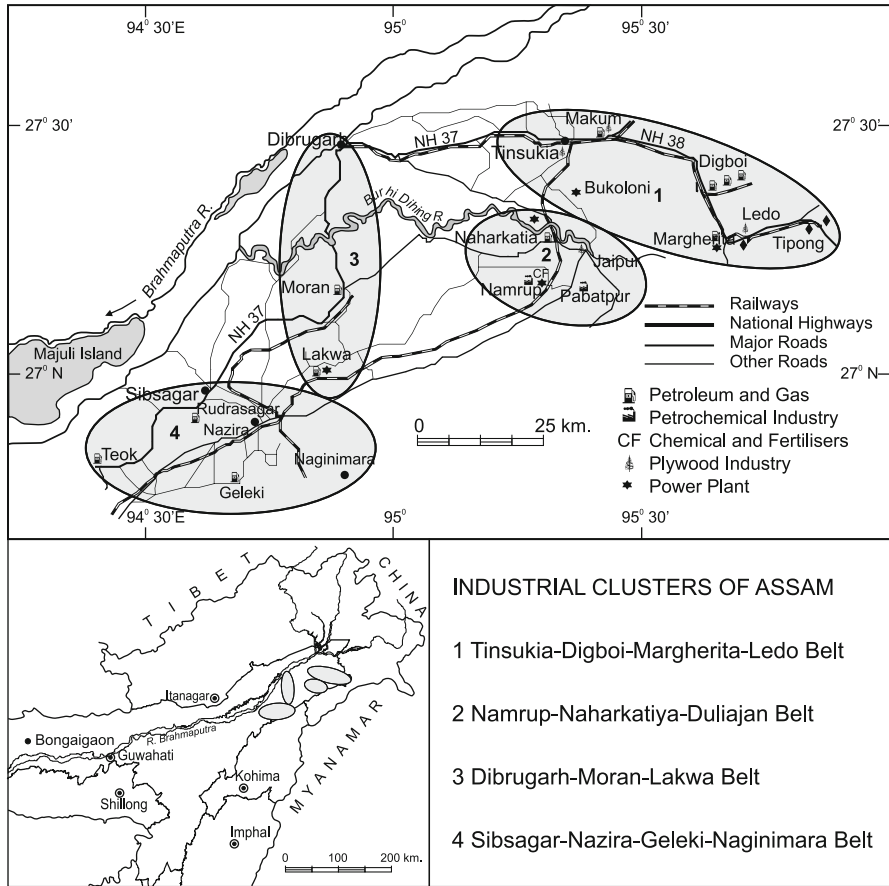 94° 30'E
95°
95° 30'
27° 30'
27° 30'
Makum
Dibrugarh
NH 37
NH 38
Tinsukia
Digboi
Bukoloni
1
Burhi Dihing R
Ledo
Brahmaputra R.
Naharkatia
Margherita
Tipong
2
Jaipur
3
CF
Namrup
Pabatpur
Moran
NH 37
Railways
National Highways
Major Roads
Other Roads
Majuli Island
Lakwa
27° N
27°
Sibsagar
Rudrasagar
Nazira
4
Teok
Naginimara
Geleki
0 25 km.
Petroleum and Gas
Petrochemical Industry
CF Chemical and Fertilisers
Plywood Industry
Power Plant
94° 30'E
95°
95° 30'
TIBET
CHINA
Itanagar
R. Brahmaputra
Bongaigaon
Guwahati
MYANAMAR
Kohima
Shillong
Imphal
0 100 200 km.
INDUSTRIAL CLUSTERS OF ASSAM
1 Tinsukia-Digboi-Margherita-Ledo Belt
2 Namrup-Naharkatiya-Duliajan Belt
3 Dibrugarh-Moran-Lakwa Belt
4 Sibsagar-Nazira-Geleki-Naginimara Belt